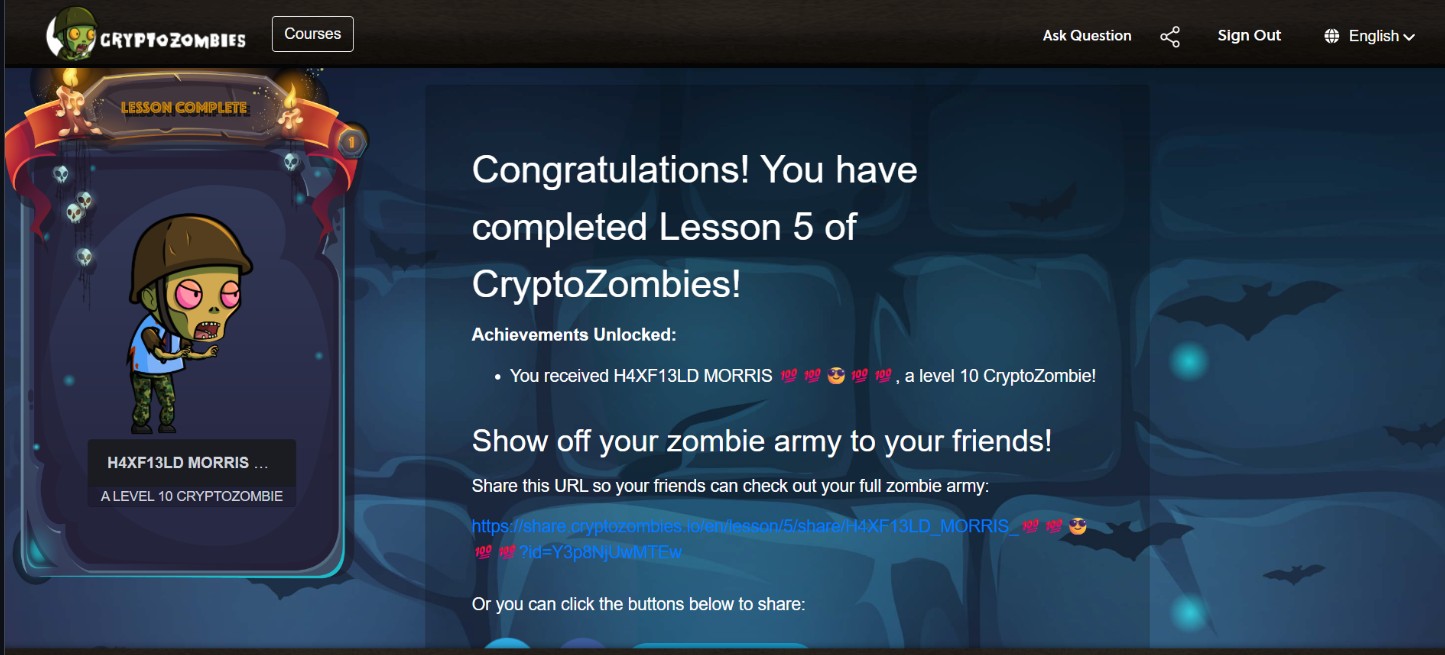 CRYPTOZOMBIES
Courses
Ask Question
Sign Out
English
LESSON COMPLETE
1
H4XF13LD MORRIS ...
A LEVEL 10 CRYPTOZOMBIE
Congratulations! You have
completed Lesson 5 of
CryptoZombies!
Achievements Unlocked:
• You received H4XF13LD MORRIS 💯💯😎💯💯, a level 10 CryptoZombie!
Show off your zombie army to your friends!
Share this URL so your friends can check out your full zombie army:
https://share.cryptozombies.io/en/lesson/5/share/H4XF13LD_MORRIS_💯💯😎
💯💯?id=Y3p8NjUwMTEw
Or you can click the buttons below to share: